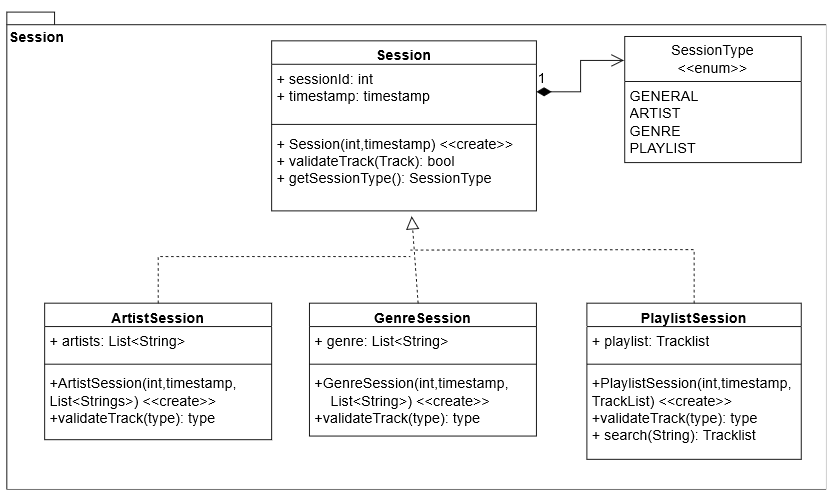 Session
Session
+ sessionId: int
+ timestamp: timestamp
+ Session(int,timestamp) <<create>>
+ validateTrack(Track): bool
+ getSessionType(): SessionType
1
SessionType
<<enum>>
GENERAL
ARTIST
GENRE
PLAYLIST
ArtistSession
+ artists: List<String>
+ArtistSession(int,timestamp,
List<Strings>) <<create>>
+validateTrack(type): type
GenreSession
+ genre: List<String>
+GenreSession(int,timestamp,
List<String>) <<create>>
+validateTrack(type): type
PlaylistSession
+ playlist: Tracklist
+PlaylistSession(int,timestamp,
TrackList) <<create>>
+validateTrack(type): type
+ search(String): Tracklist